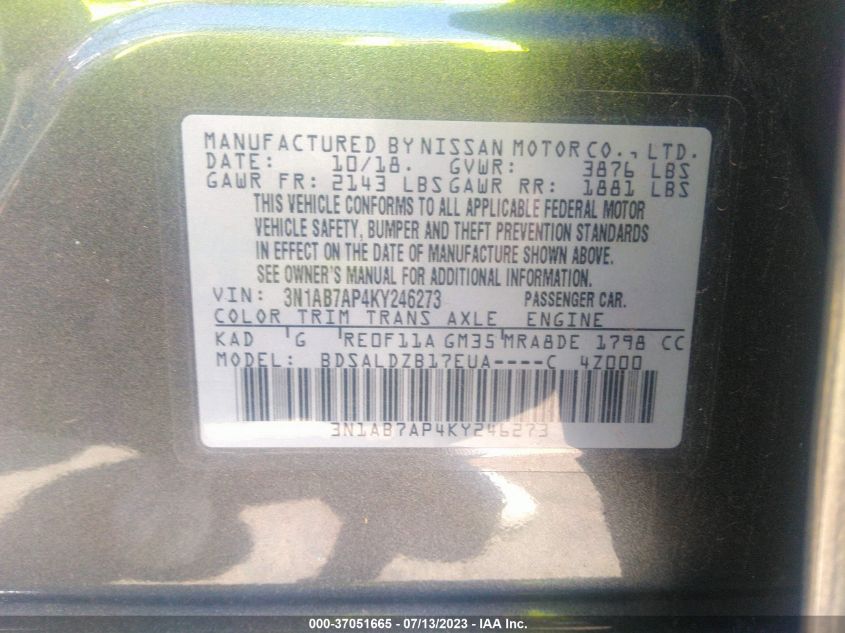 MANUFACTURED BY NISSAN MOTOR CO., LTD.
DATE: 10/18. GVWR: 3876 LBS
GAWR FR: 2143 LBS GAWR RR: 1881 LBS
THIS VEHICLE CONFORMS TO ALL APPLICABLE FEDERAL MOTOR
VEHICLE SAFETY, BUMPER AND THEFT PREVENTION STANDARDS
IN EFFECT ON THE DATE OF MANUFACTURE SHOWN ABOVE.
SEE OWNER'S MANUAL FOR ADDITIONAL INFORMATION.
VIN: 3N1AB7AP4KY246273 PASSENGER CAR.
COLOR TRIM TRANS AXLE ENGINE
KAD G RE0F11A GM35 MRA8DE 1798 CC
MODEL: BDSALDZB17EUA----C 4Z000
3N1AB7AP4KY246273
000-37051665 - 07/13/2023 - IAA Inc.